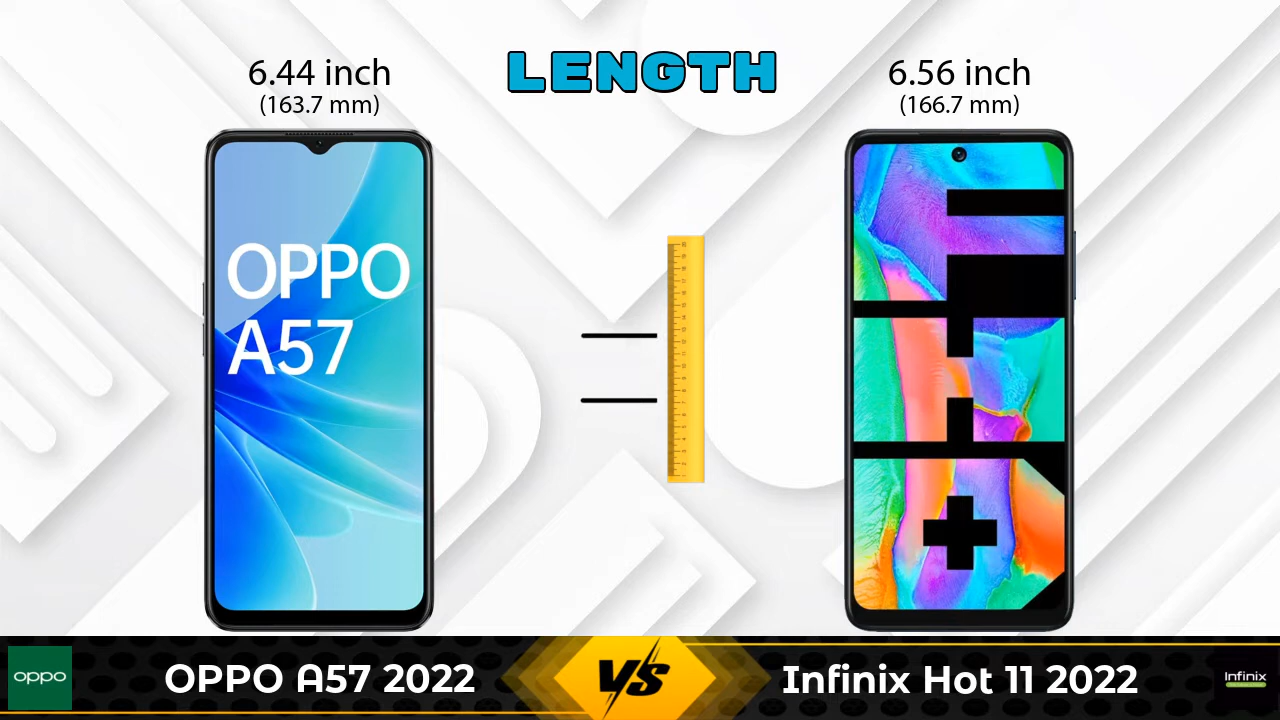 LENGTH
6.44 inch
(163.7 mm)
6.56 inch
(166.7 mm)
OPPO
A57
oppo
OPPO A57 2022
VS
Infinix Hot 11 2022
Infinix